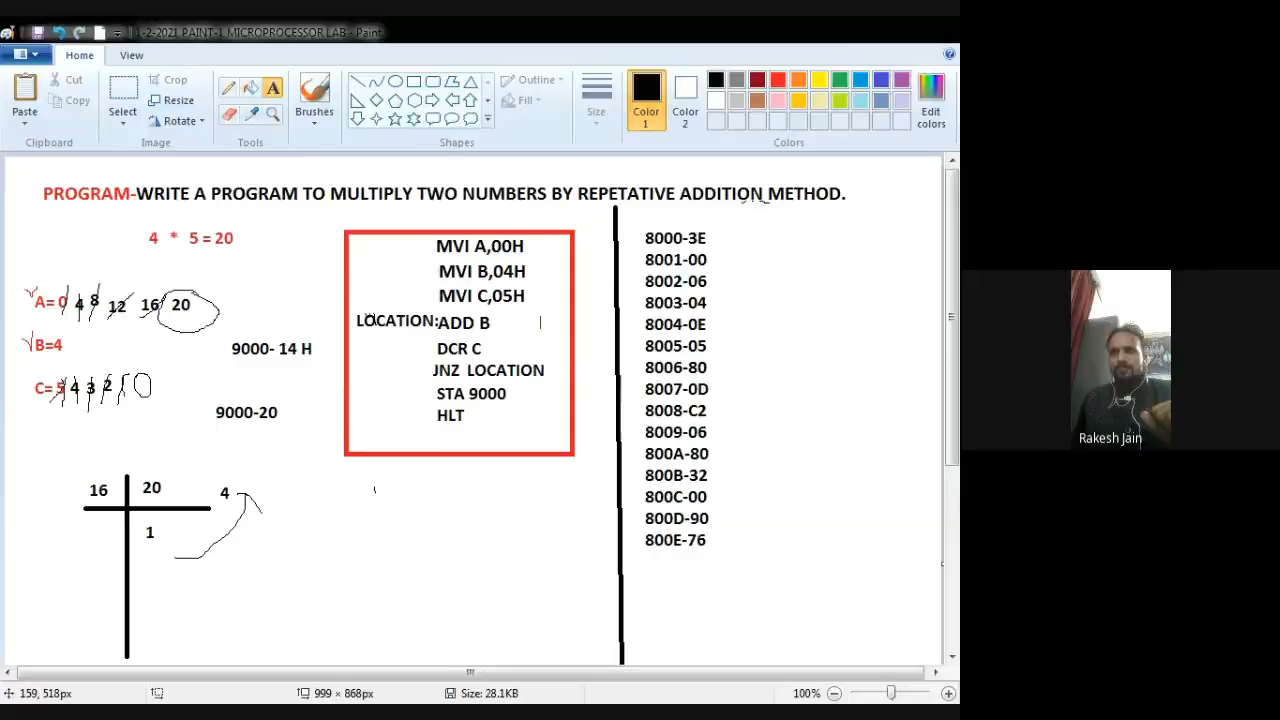 1-2-2021 PAINT-1 MICROPROCESSOR LAB - Paint
Home View
Paste
Cut
Copy
Clipboard
Select
Crop
Resize
Rotate
Image
A
Tools
Brushes
Outline
Fill
Shapes
Size
Color 1
Color 2
Edit colors
Colors
PROGRAM-WRITE A PROGRAM TO MULTIPLY TWO NUMBERS BY REPETATIVE ADDITION METHOD.
4 * 5 = 20
A= 0 4 8 12 16 20
B=4
C= 5 4 3 2 1 0
9000- 14 H
9000-20
16 20 4
1
MVI A,00H
MVI B,04H
MVI C,05H
LOCATION:ADD B
DCR C
JNZ LOCATION
STA 9000
HLT
8000-3E
8001-00
8002-06
8003-04
8004-0E
8005-05
8006-80
8007-0D
8008-C2
8009-06
800A-80
800B-32
800C-00
800D-90
800E-76
Rakesh Jain
159, 518px
999 × 868px
Size: 28.1KB
100%